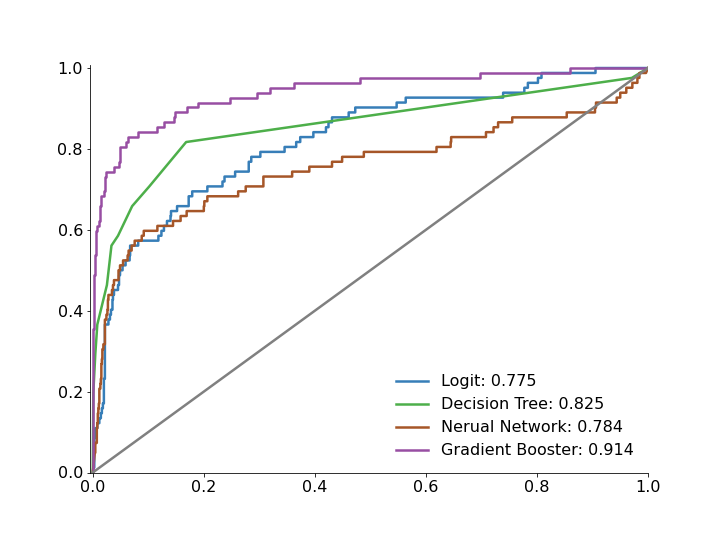 1.0
0.8
0.6
0.4
0.2
0.0
0.0 0.2 0.4 0.6 0.8 1.0
Logit: 0.775
Decision Tree: 0.825
Nerual Network: 0.784
Gradient Booster: 0.914